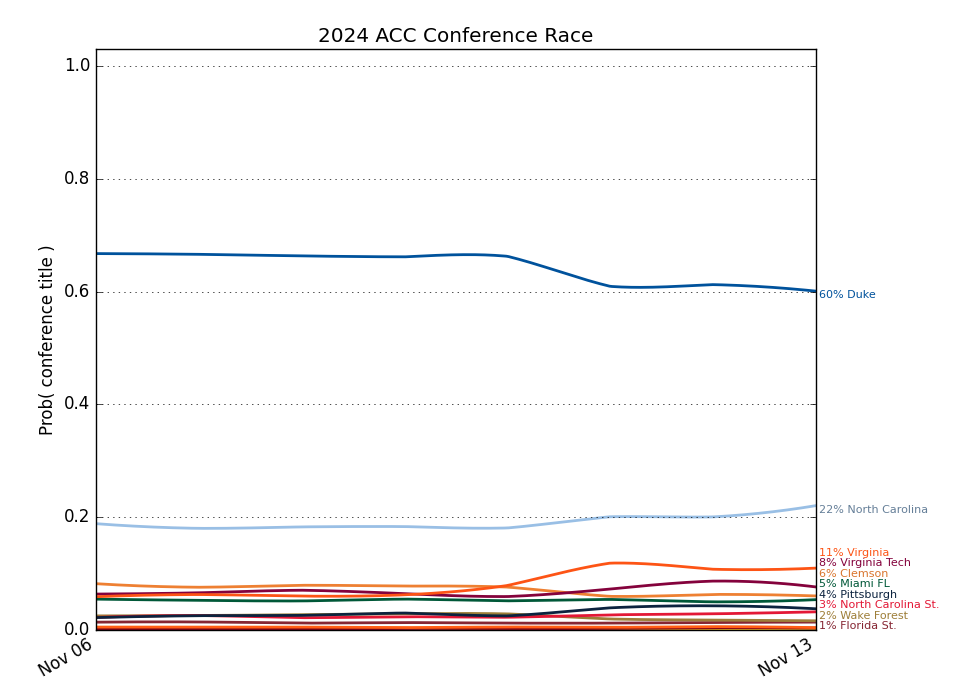 2024 ACC Conference Race
Prob( conference title )
1.0
0.8
0.6
0.4
0.2
0.0
Nov 06
Nov 13
60% Duke
22% North Carolina
11% Virginia
8% Virginia Tech
6% Clemson
5% Miami FL
4% Pittsburgh
3% North Carolina St.
2% Wake Forest
1% Florida St.